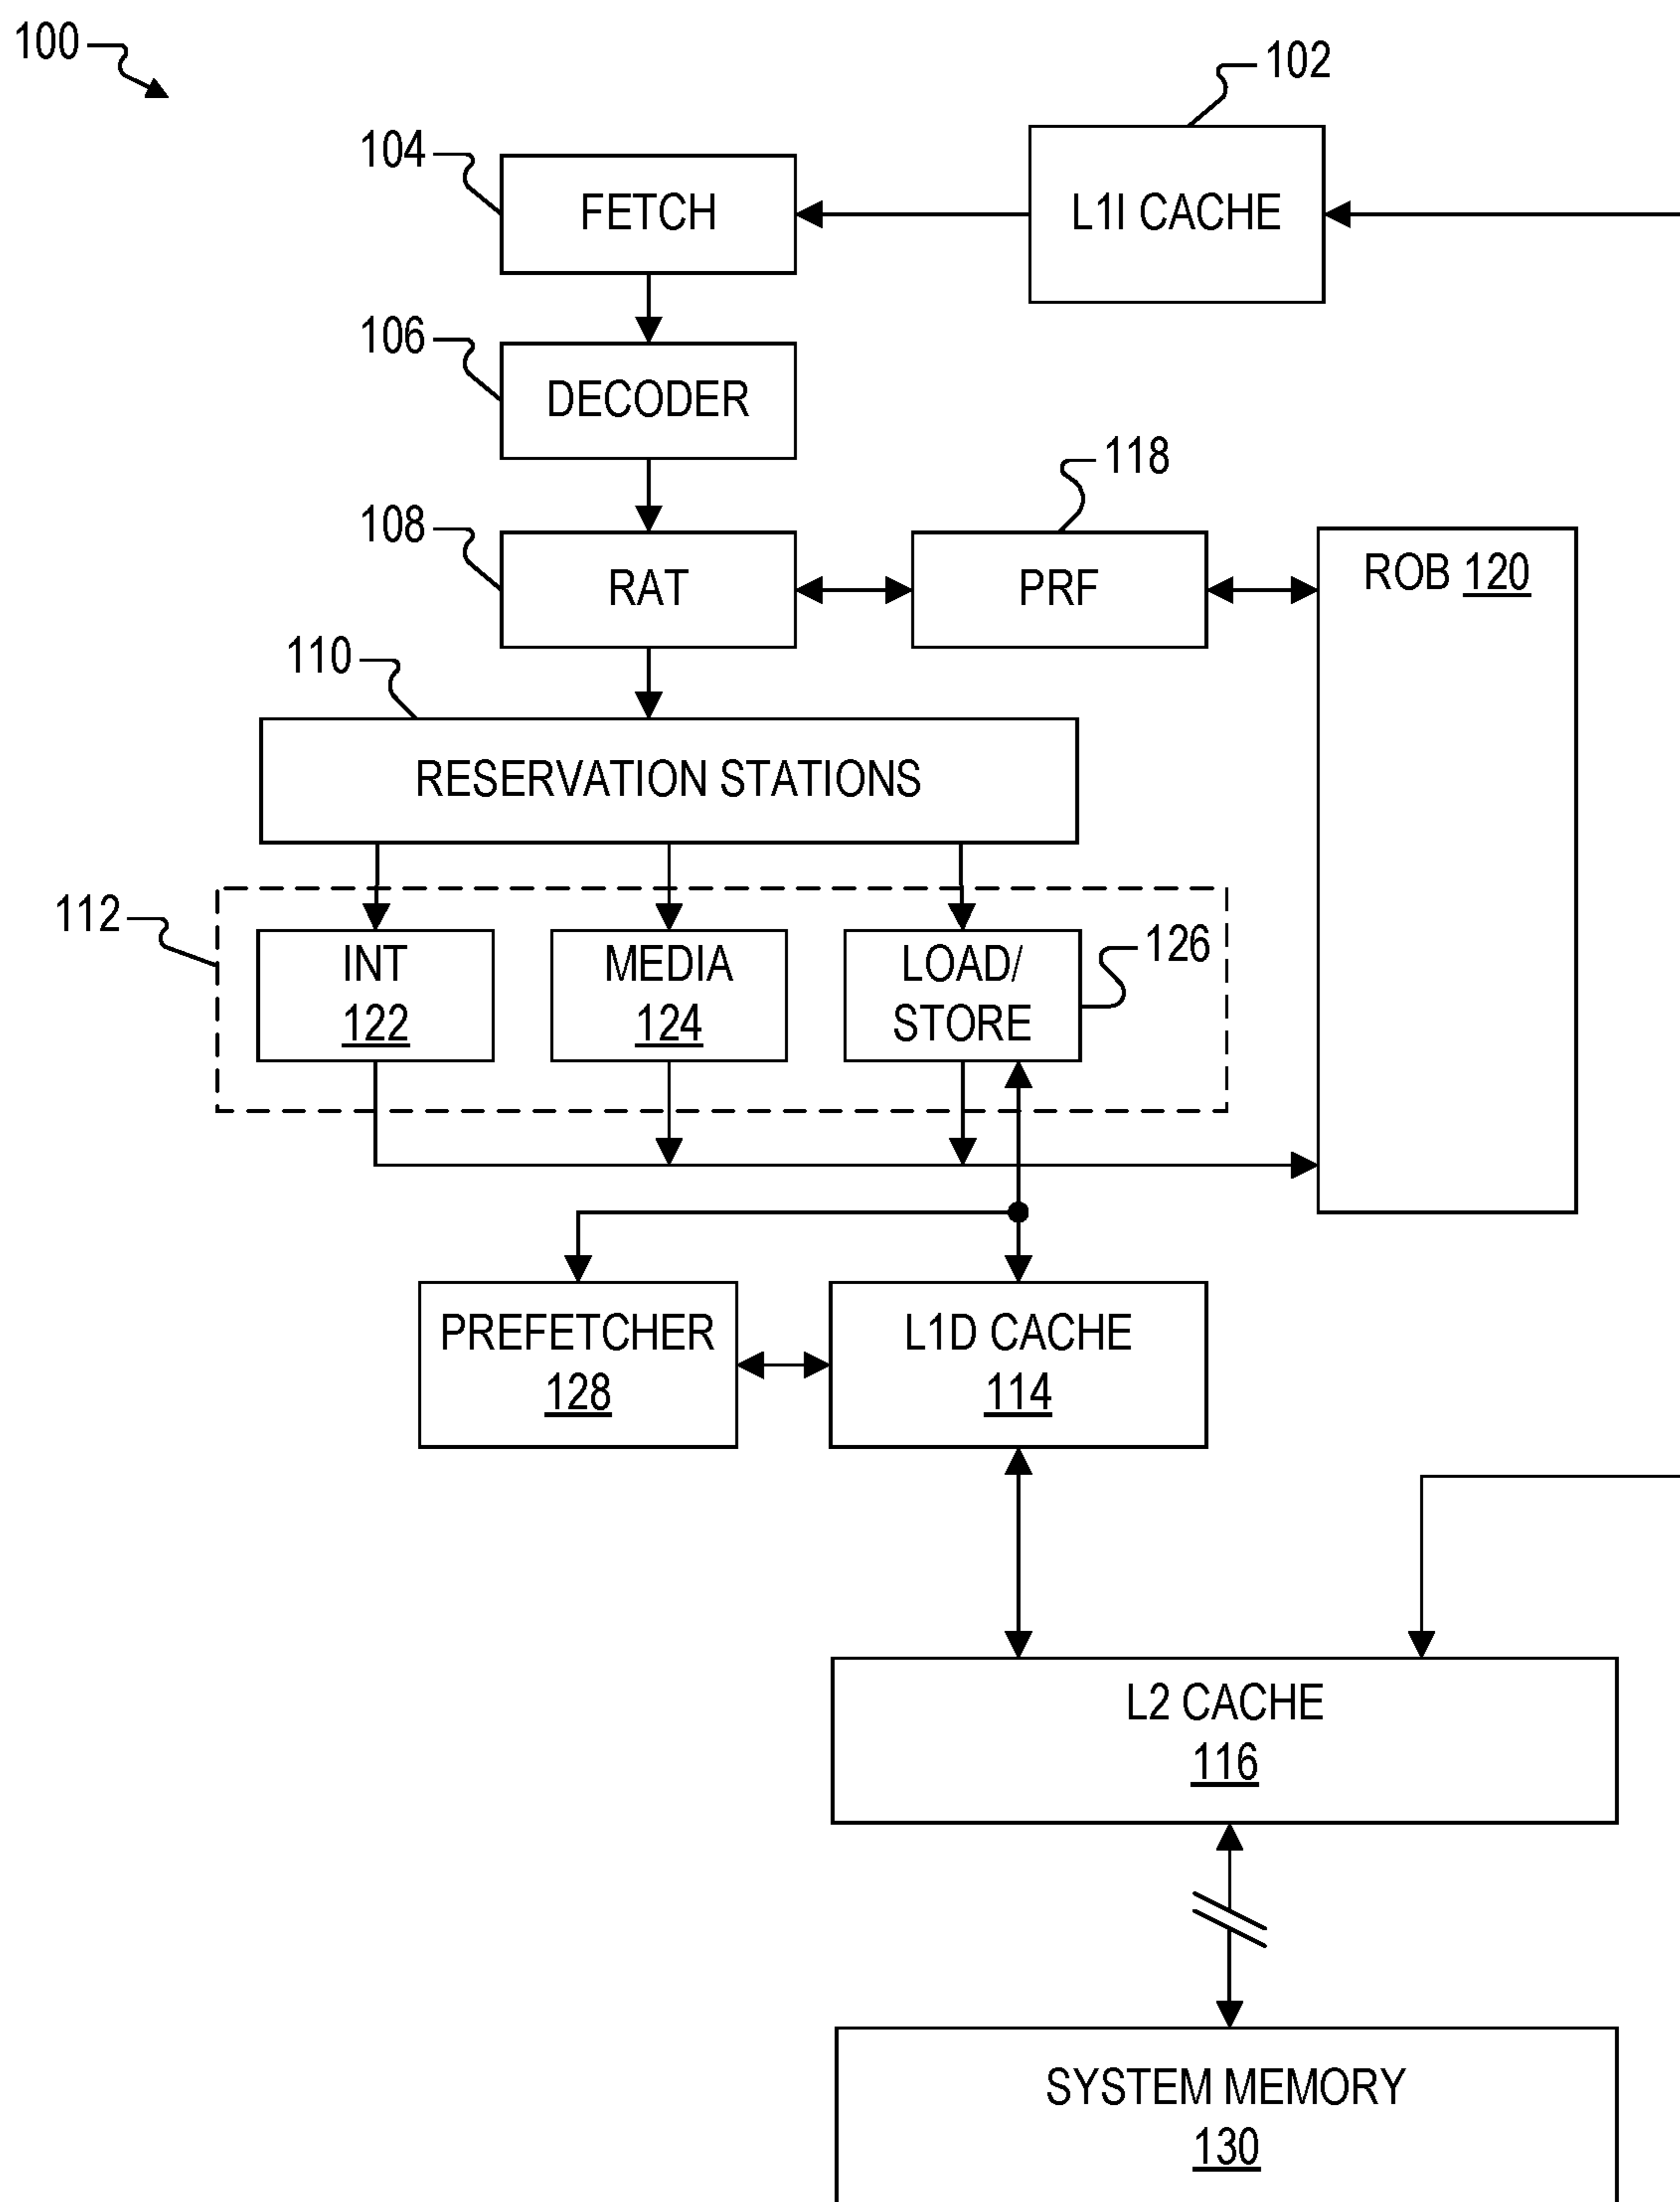 100
102
104
FETCH
L1I CACHE
106
DECODER
118
108
RAT
PRF
ROB 120
110
RESERVATION STATIONS
112
INT
122
MEDIA
124
LOAD/
STORE
126
PREFETCHER
128
L1D CACHE
114
L2 CACHE
116
SYSTEM MEMORY
130